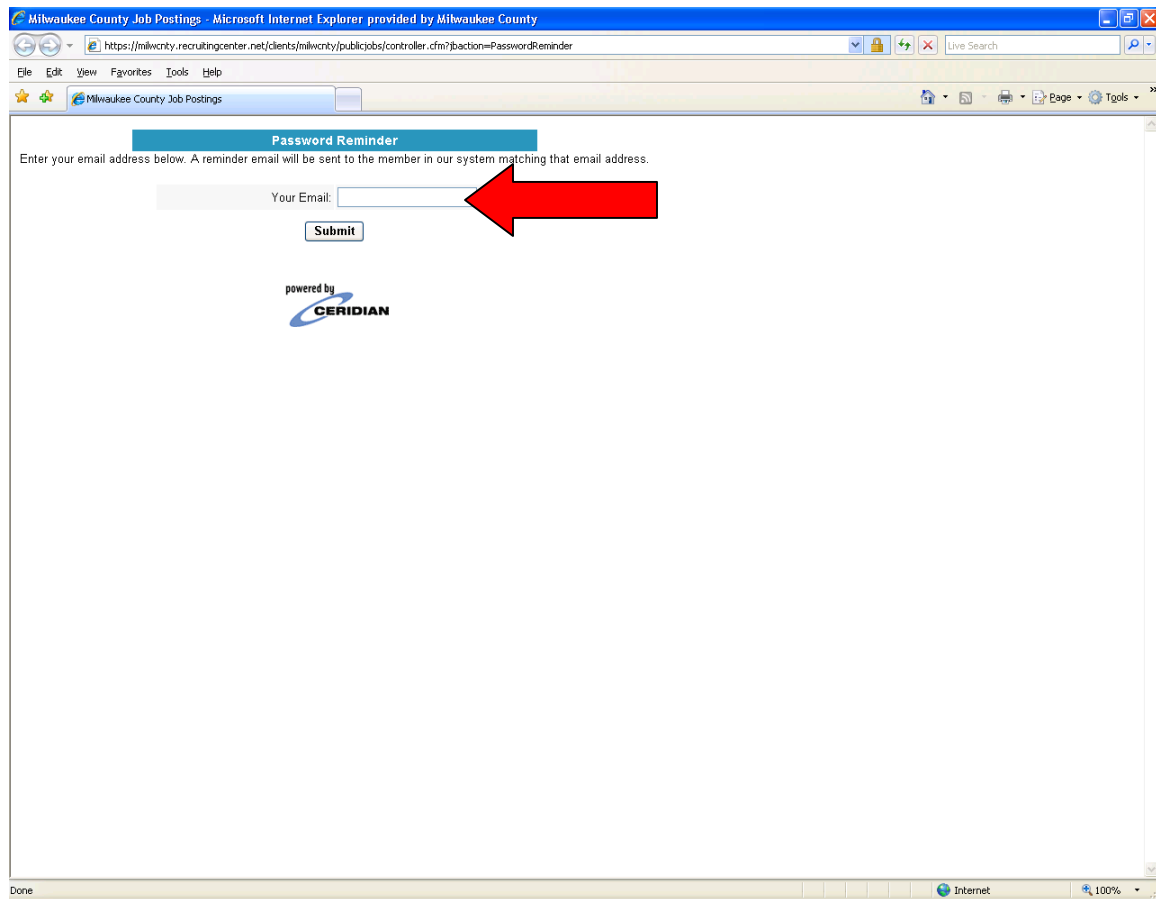 Milwaukee County Job Postings - Microsoft Internet Explorer provided by Milwaukee County
https://milwcnty.recruitingcenter.net/clients/milwcnty/publicjobs/controller.cfm?jbaction=PasswordReminder
Live Search
File Edit View Favorites Tools Help
Milwaukee County Job Postings
Page Tools »
Password Reminder
Enter your email address below. A reminder email will be sent to the member in our system matching that email address.
Your Email:
Submit
powered by
CERIDIAN
Done Internet 100%